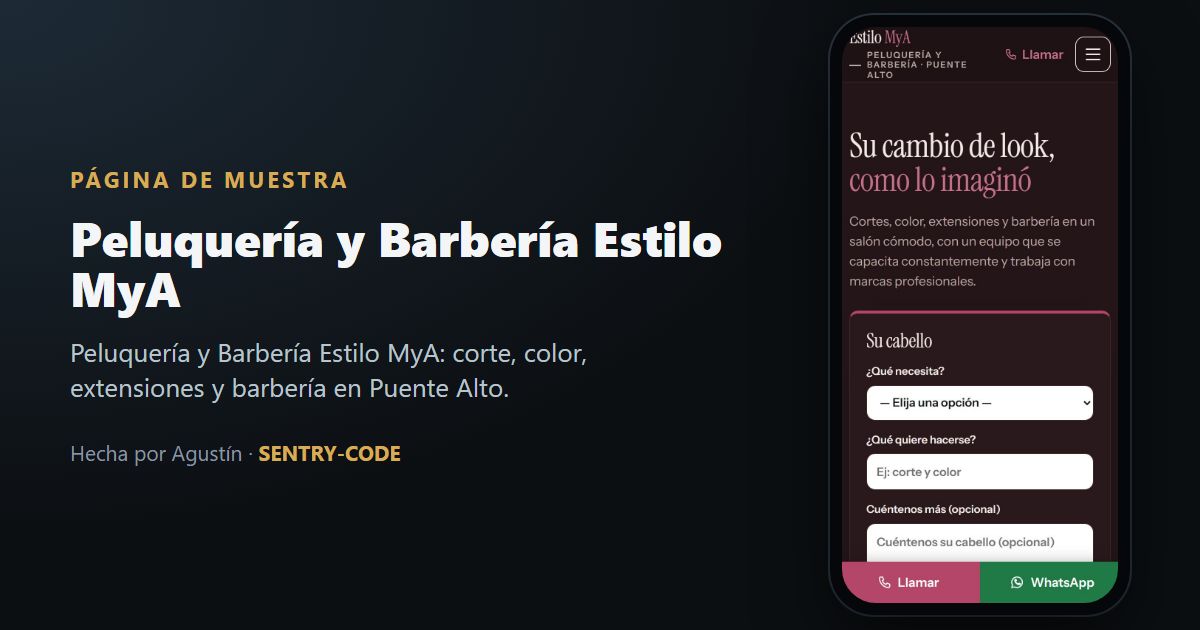 PÁGINA DE MUESTRA
Peluquería y Barbería Estilo
MyA
Peluquería y Barbería Estilo MyA: corte, color,
extensiones y barbería en Puente Alto.
Hecha por Agustín · SENTRY-CODE
Estilo MyA
— PELUQUERÍA Y
BARBERÍA · PUENTE
ALTO
Llamar
Su cambio de look,
como lo imaginó
Cortes, color, extensiones y barbería en un
salón cómodo, con un equipo que se
capacita constantemente y trabaja con
marcas profesionales.
Su cabello
¿Qué necesita?
— Elija una opción —
¿Qué quiere hacerse?
Ej: corte y color
Cuéntenos más (opcional)
Cuéntenos su cabello (opcional)
Llamar
WhatsApp